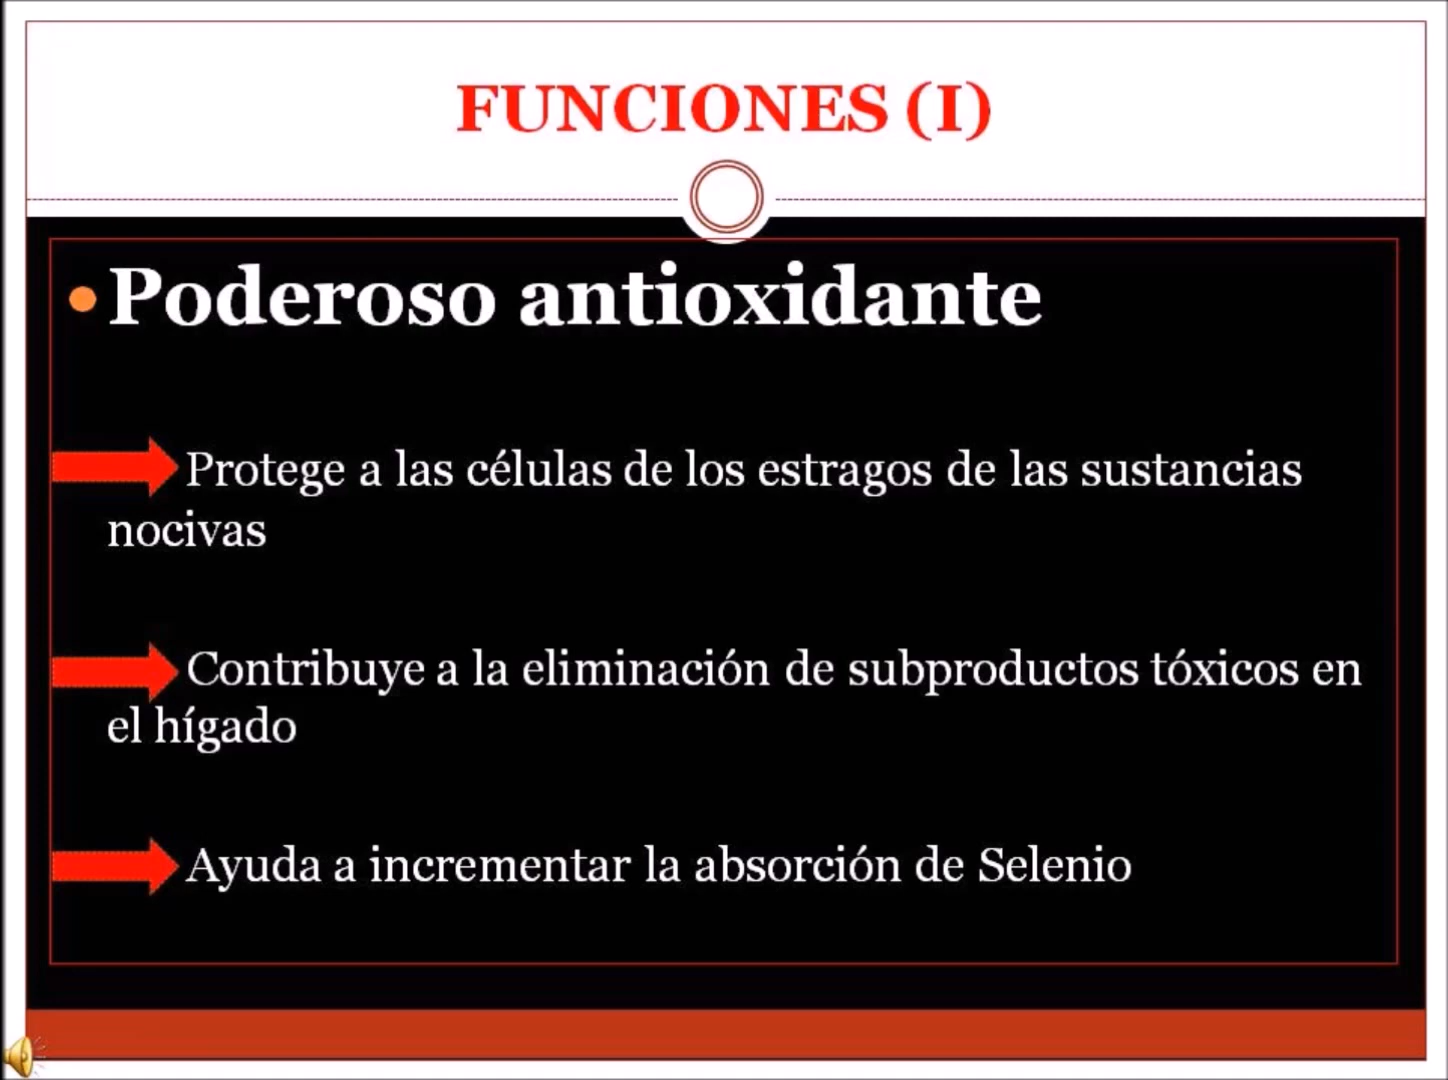 FUNCIONES (I)
• Poderoso antioxidante
Protege a las células de los estragos de las sustancias
nocivas
Contribuye a la eliminación de subproductos tóxicos en
el hígado
Ayuda a incrementar la absorción de Selenio